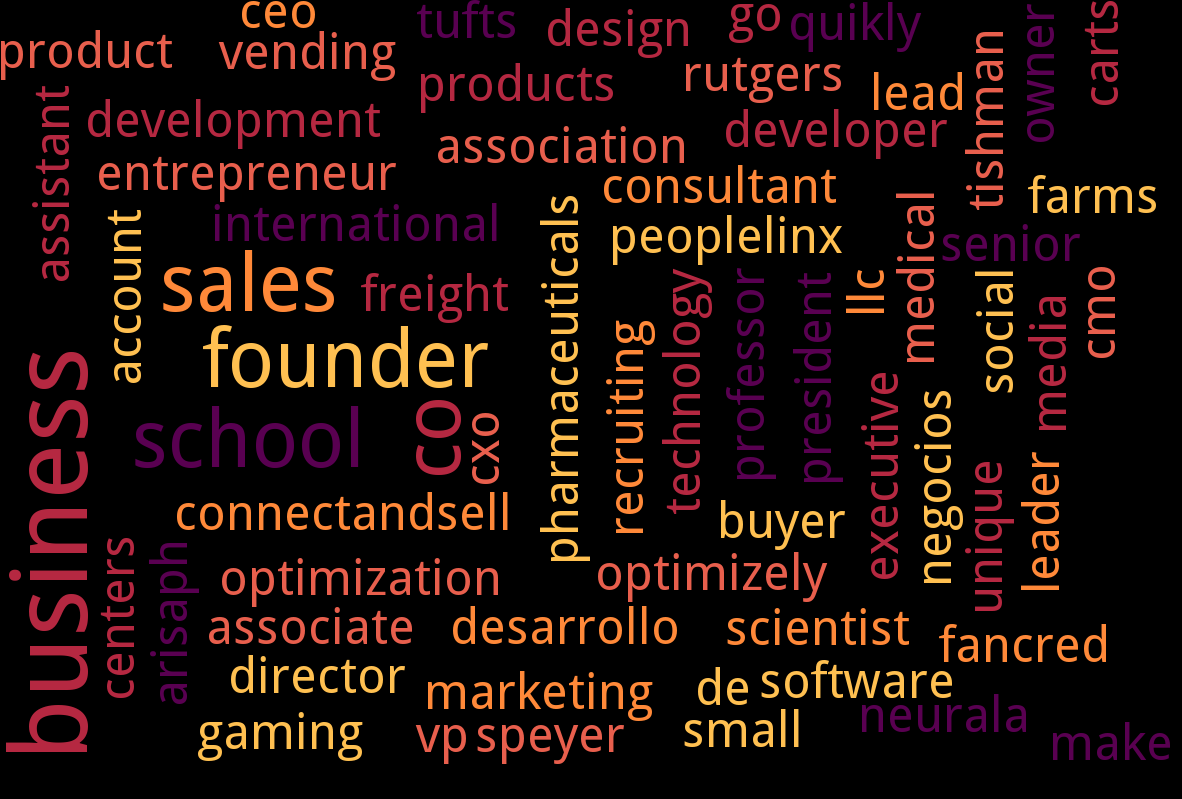 ceo
tufts
design
go
quikly
product
vending
products
rutgers
lead
tishman
owner
carts
assistant
development
association
developer
entrepreneur
consultant
farms
account
international
pharmaceuticals
peoplelinx
medical
senior
sales
freight
technology
professor
president
llc
social
media
cmo
founder
recruiting
business
school
co
cxo
executive
negocios
unique
leader
connectandsell
buyer
centers
arisaph
optimization
optimizely
associate
desarrollo
scientist
fancred
director
marketing
de
software
gaming
vp
speyer
small
neurala
make